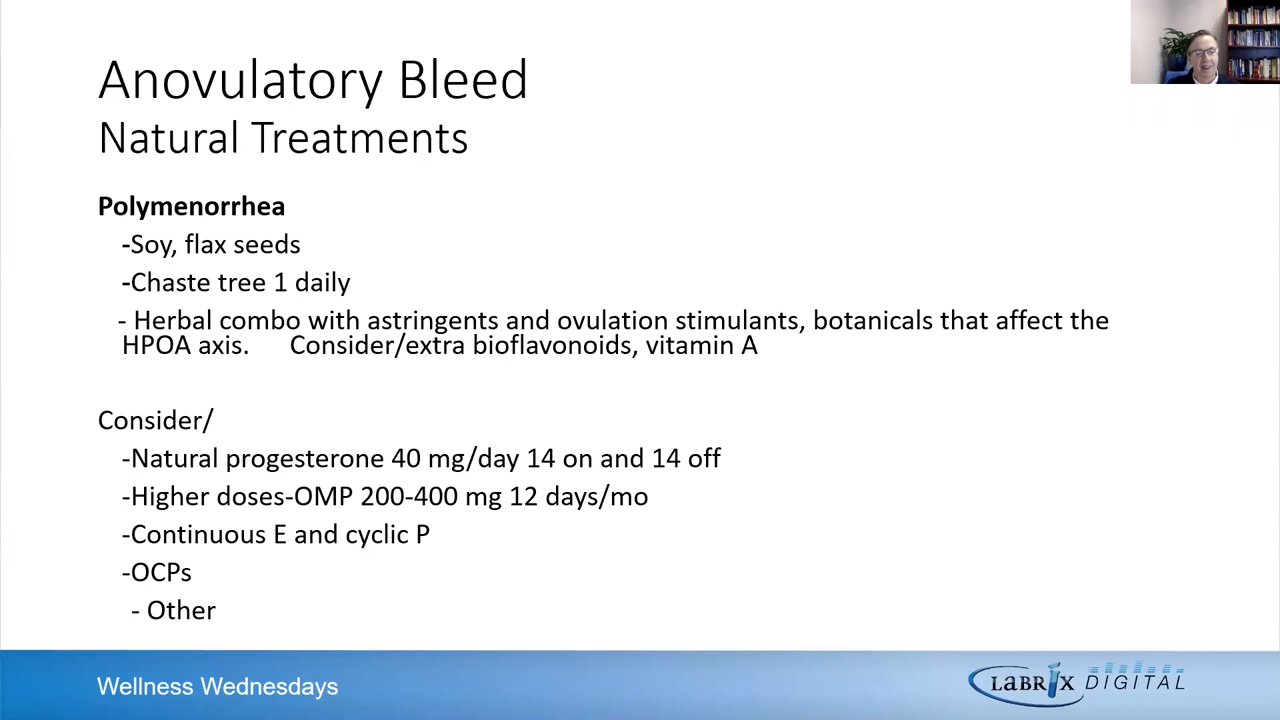 Anovulatory Bleed
Natural Treatments
Polymenorrhea
-Soy, flax seeds
-Chaste tree 1 daily
- Herbal combo with astringents and ovulation stimulants, botanicals that affect the
HPOA axis. Consider/extra bioflavonoids, vitamin A
Consider/
-Natural progesterone 40 mg/day 14 on and 14 off
-Higher doses-OMP 200-400 mg 12 days/mo
-Continuous E and cyclic P
-OCPs
- Other
Wellness Wednesdays
LABRIX DIGITAL